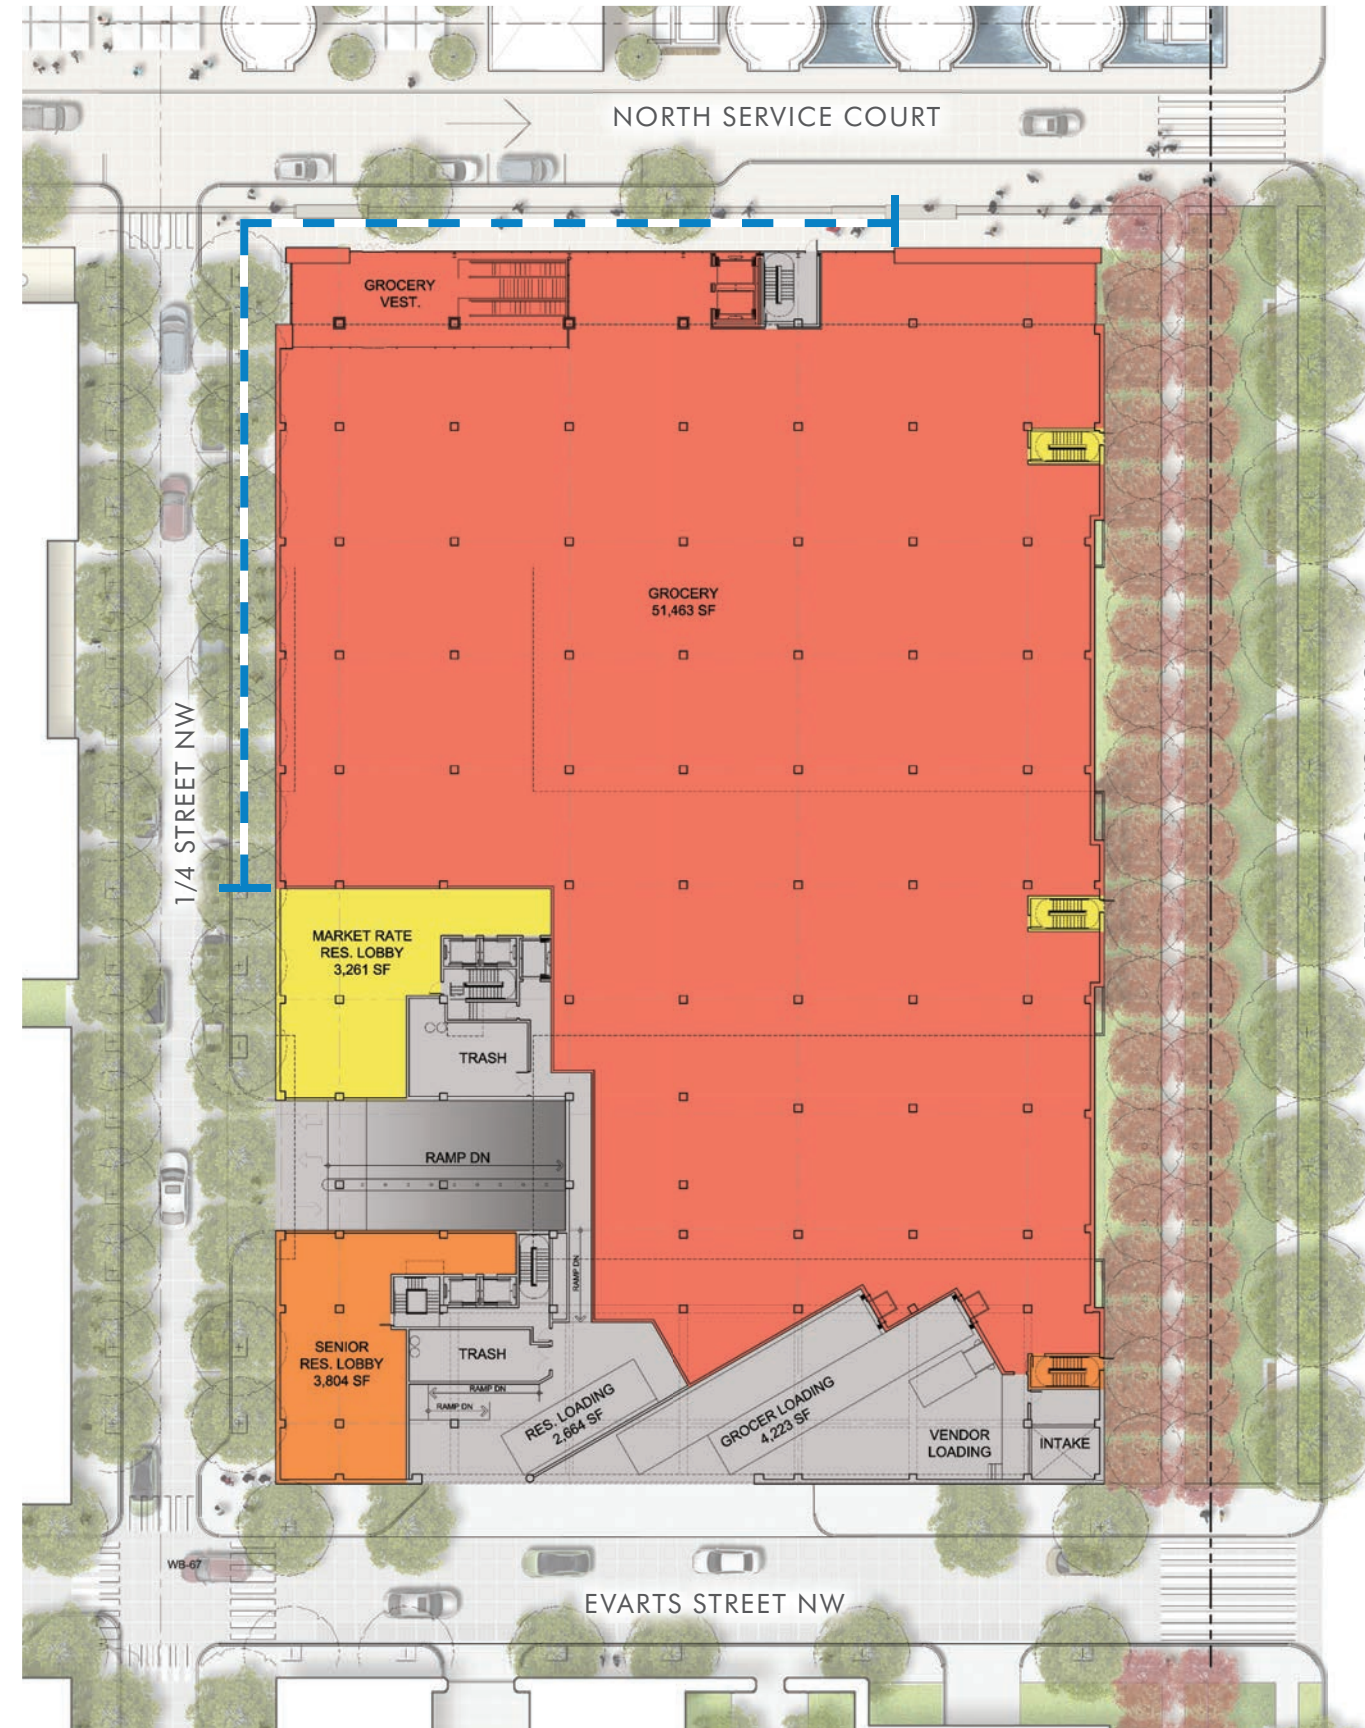 NORTH SERVICE COURT
GROCERY
VEST.
GROCERY
51,463 SF
1/4 STREET NW
MARKET RATE
RES. LOBBY
3,261 SF
TRASH
RAMP DN
RAMP DN
SENIOR
RES. LOBBY
3,804 SF
TRASH
RAMP DN
RAMP DN
RES. LOADING
2,664 SF
GROCER LOADING
4,223 SF
VENDOR
LOADING
INTAKE
WB-67
EVARTS STREET NW